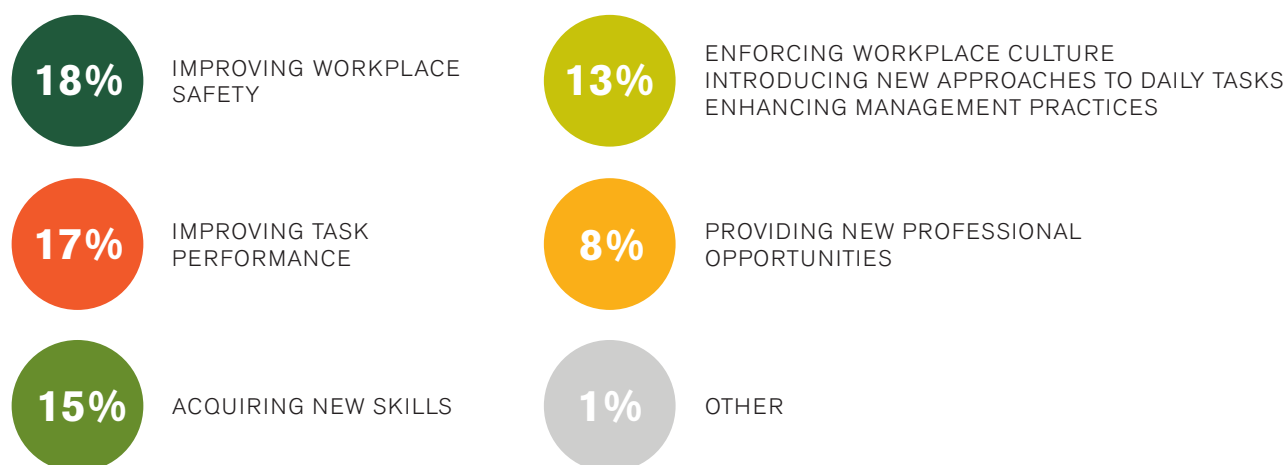 18%
IMPROVING WORKPLACE
SAFETY
17%
IMPROVING TASK
PERFORMANCE
15%
ACQUIRING NEW SKILLS
13%
ENFORCING WORKPLACE CULTURE
INTRODUCING NEW APPROACHES TO DAILY TASKS
ENHANCING MANAGEMENT PRACTICES
8%
PROVIDING NEW PROFESSIONAL
OPPORTUNITIES
1%
OTHER